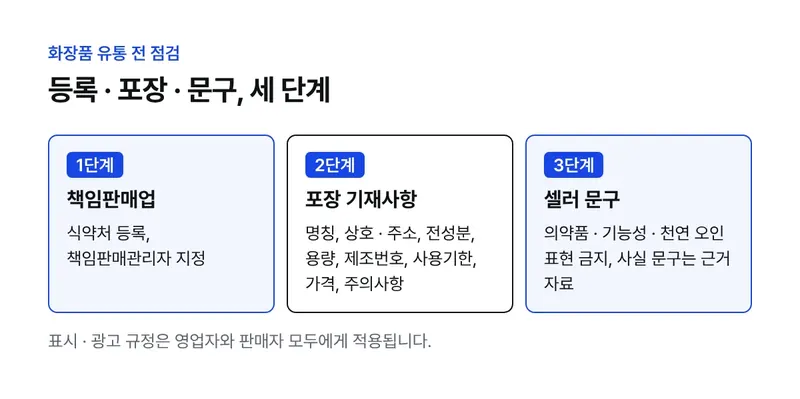 화장품 유통 전 점검
등록 · 포장 · 문구, 세 단계
1단계
책임판매업
식약처 등록,
책임판매관리자 지정
2단계
포장 기재사항
명칭, 상호 · 주소, 전성분,
용량, 제조번호, 사용기한,
가격, 주의사항
3단계
셀러 문구
의약품 · 기능성 · 천연 오인
표현 금지, 사실 문구는 근거
자료
표시 · 광고 규정은 영업자와 판매자 모두에게 적용됩니다.